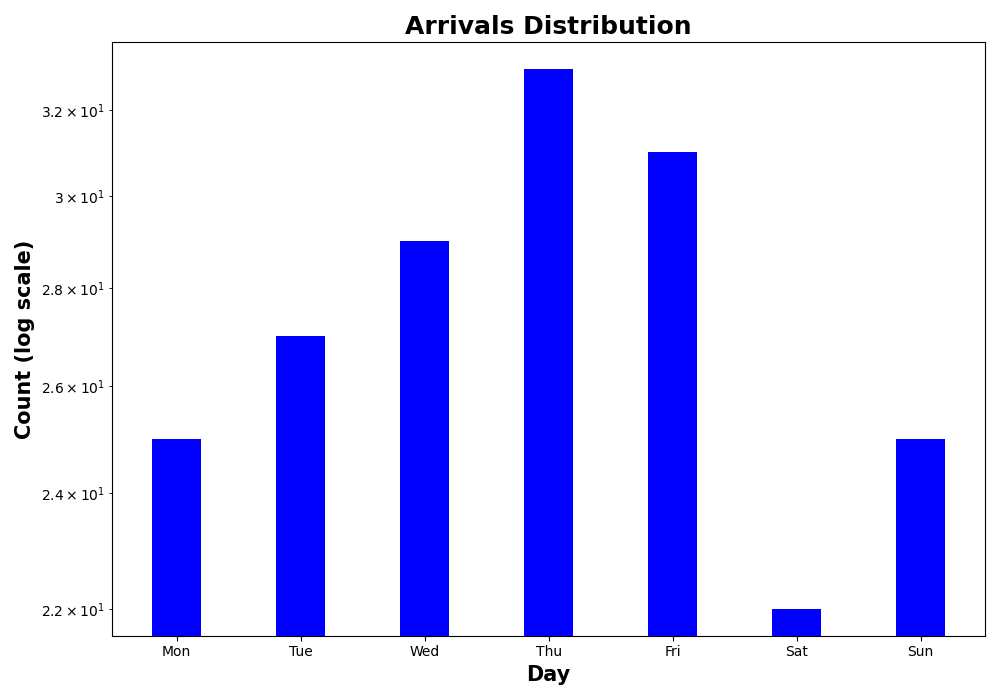 Arrivals Distribution
Count (log scale)
3.2 × 10¹
3 × 10¹
2.8 × 10¹
2.6 × 10¹
2.4 × 10¹
2.2 × 10¹
Mon Tue Wed Thu Fri Sat Sun
Day